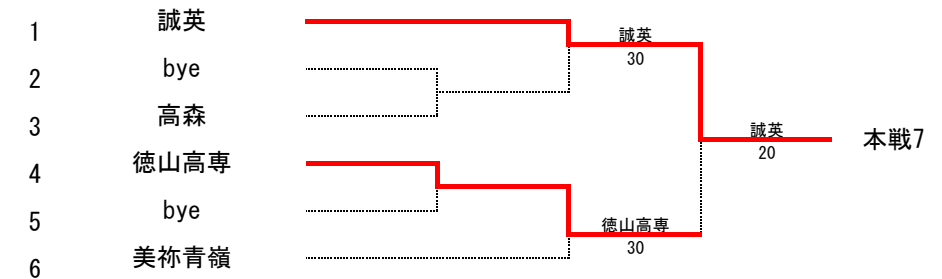 1 誠英
2 bye
3 高森
4 徳山高専
5 bye
6 美祢青嶺
誠英
30
徳山高専
30
誠英
20
本戦7